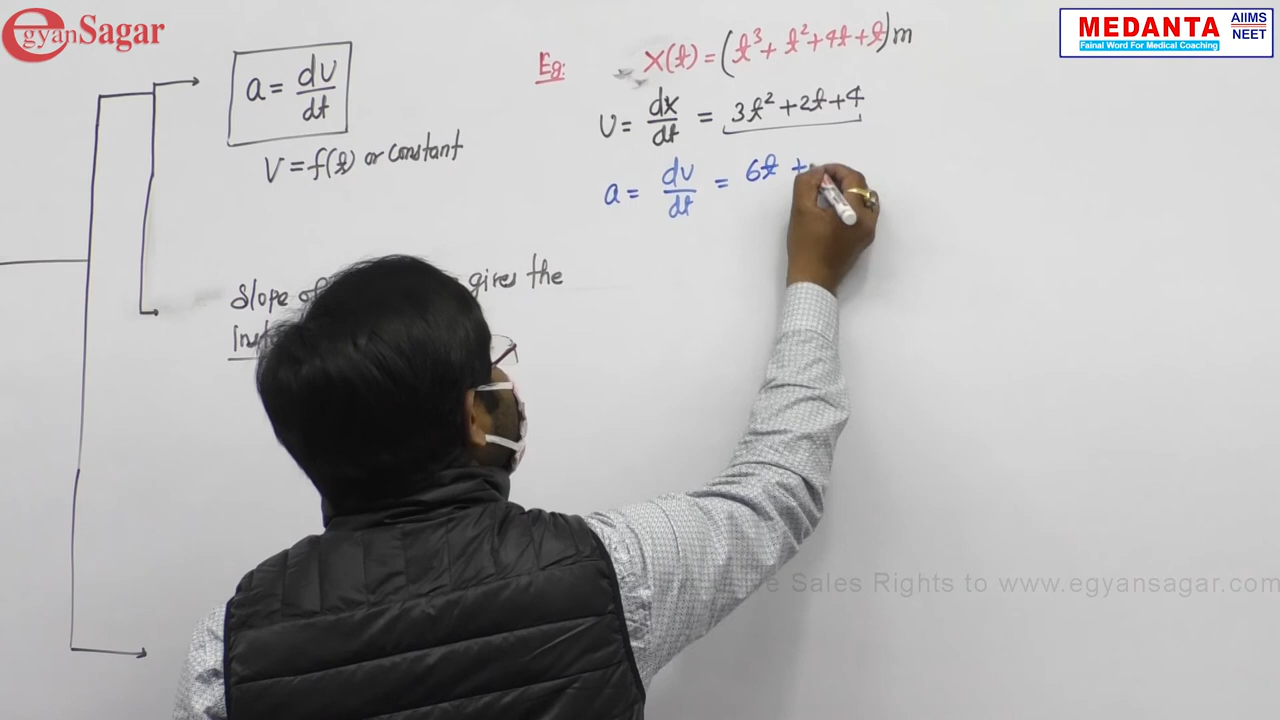 egyanSagar
MEDANTA
Fainal Word For Medical Coaching
AIIMS
NEET
a = dv/dt
V = f(t) or constant
Slope of gives the
Eg: X(t) = (t³ + t² + 4t + 2) m
v = dx/dt = 3t² + 2t + 4
a = dv/dt = 6t +
Sales Rights to www.egyansagar.com